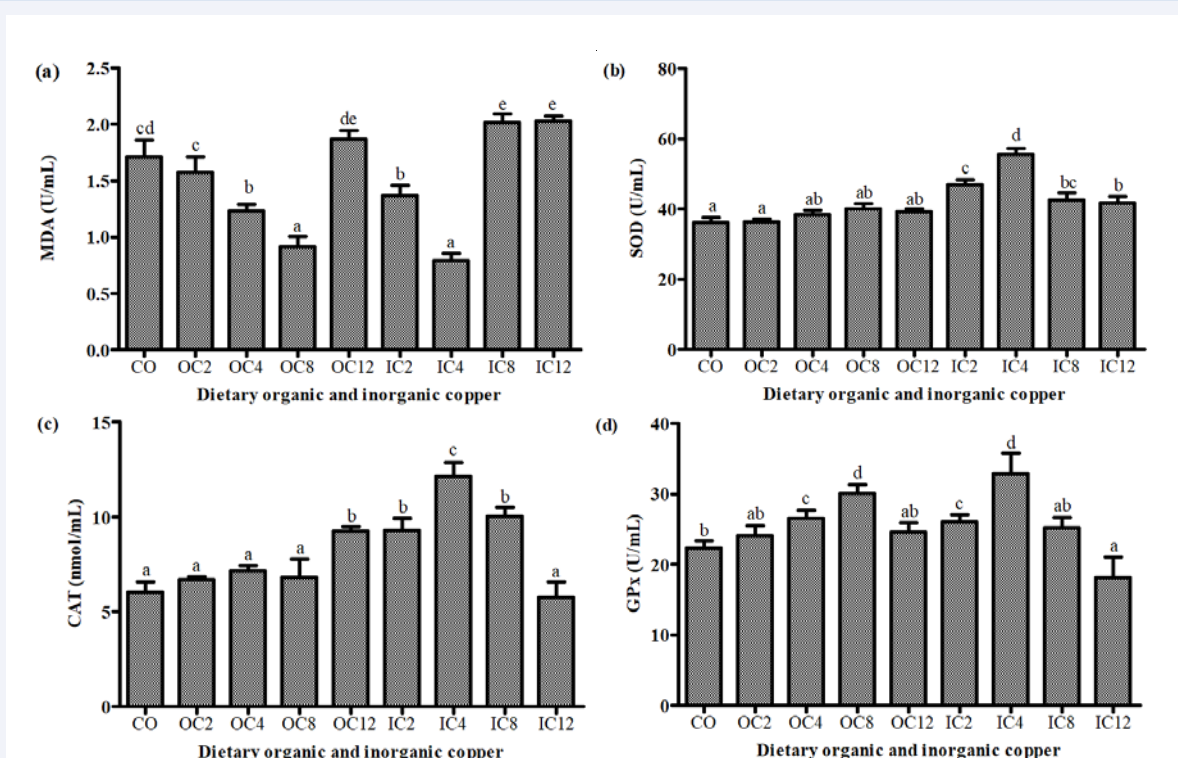 (a)
MDA (U/mL)
2.5
2.0
1.5
1.0
0.5
0.0
cd c b a de b a e e
CO OC2 OC4 OC8 OC12 IC2 IC4 IC8 IC12
Dietary organic and inorganic copper
(b)
SOD (U/mL)
80
60
40
20
0
a a ab ab ab c d bc b
CO OC2 OC4 OC8 OC12 IC2 IC4 IC8 IC12
Dietary organic and inorganic copper
(c)
CAT (nmol/mL)
15
10
5
0
a a a a b b c b a
CO OC2 OC4 OC8 OC12 IC2 IC4 IC8 IC12
Dietary organic and inorganic copper
(d)
GPx (U/mL)
40
30
20
10
0
b ab c d ab c d ab a
CO OC2 OC4 OC8 OC12 IC2 IC4 IC8 IC12
Dietary organic and inorganic copper